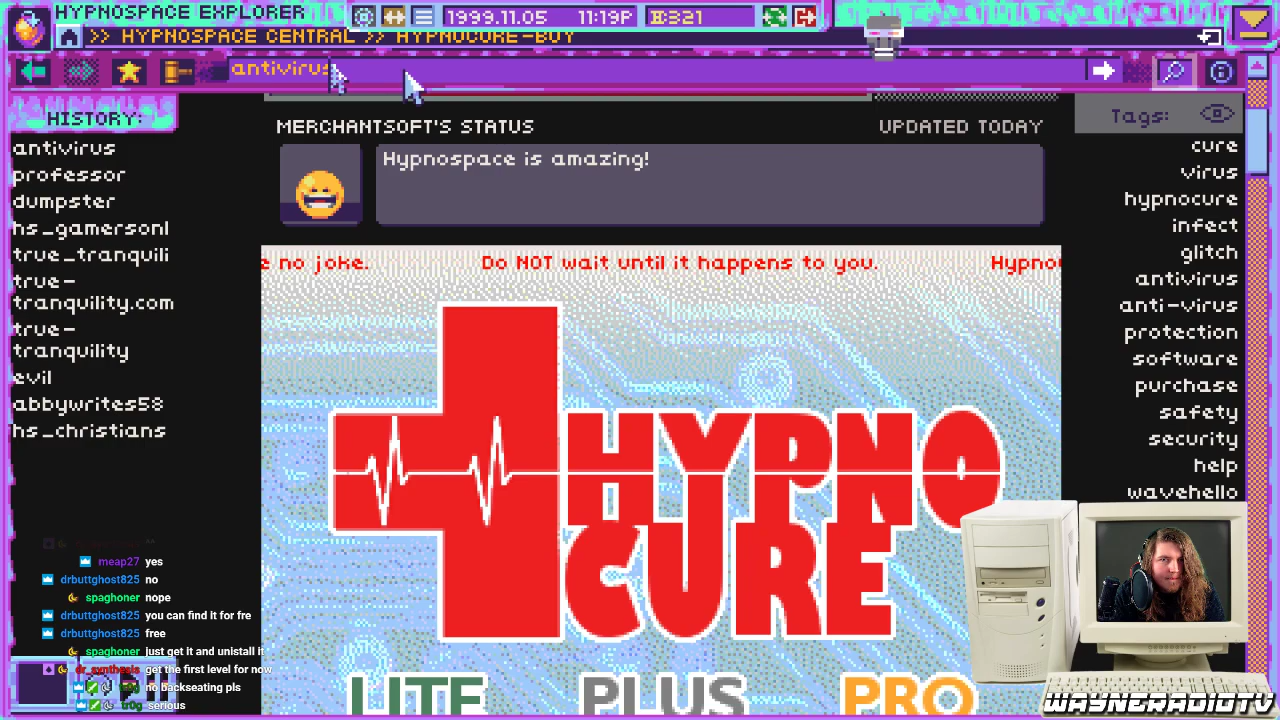 HYPNOSPACE EXPLORER
1999.11.05 11:19P 321
>> HYPNOSPACE CENTRAL >> HYPNOCURE-BUY
antivirus
HISTORY:
antivirus
professor
dumpster
hs_gamersonl
true_tranquili
true-
tranquility.com
true-
tranquility
evil
abbywrites58
hs_christians
MERCHANTSOFT'S STATUS
UPDATED TODAY
Hypnospace is amazing!
e no joke. Do NOT wait until it happens to you. Hypno
HYPNO
CURE
LITE PLUS PRO
Tags:
cure
virus
hypnocure
infect
glitch
antivirus
anti-virus
protection
software
purchase
safety
security
help
wavehello
^^
meap27 yes
drbuttghost825 no
spaghoner nope
drbuttghost825 you can find it for fre
drbuttghost825 free
spaghoner just get it and unistall it
dr_synthesis get the first level for now
no backseating pls
serious
WAYNERADIOTV